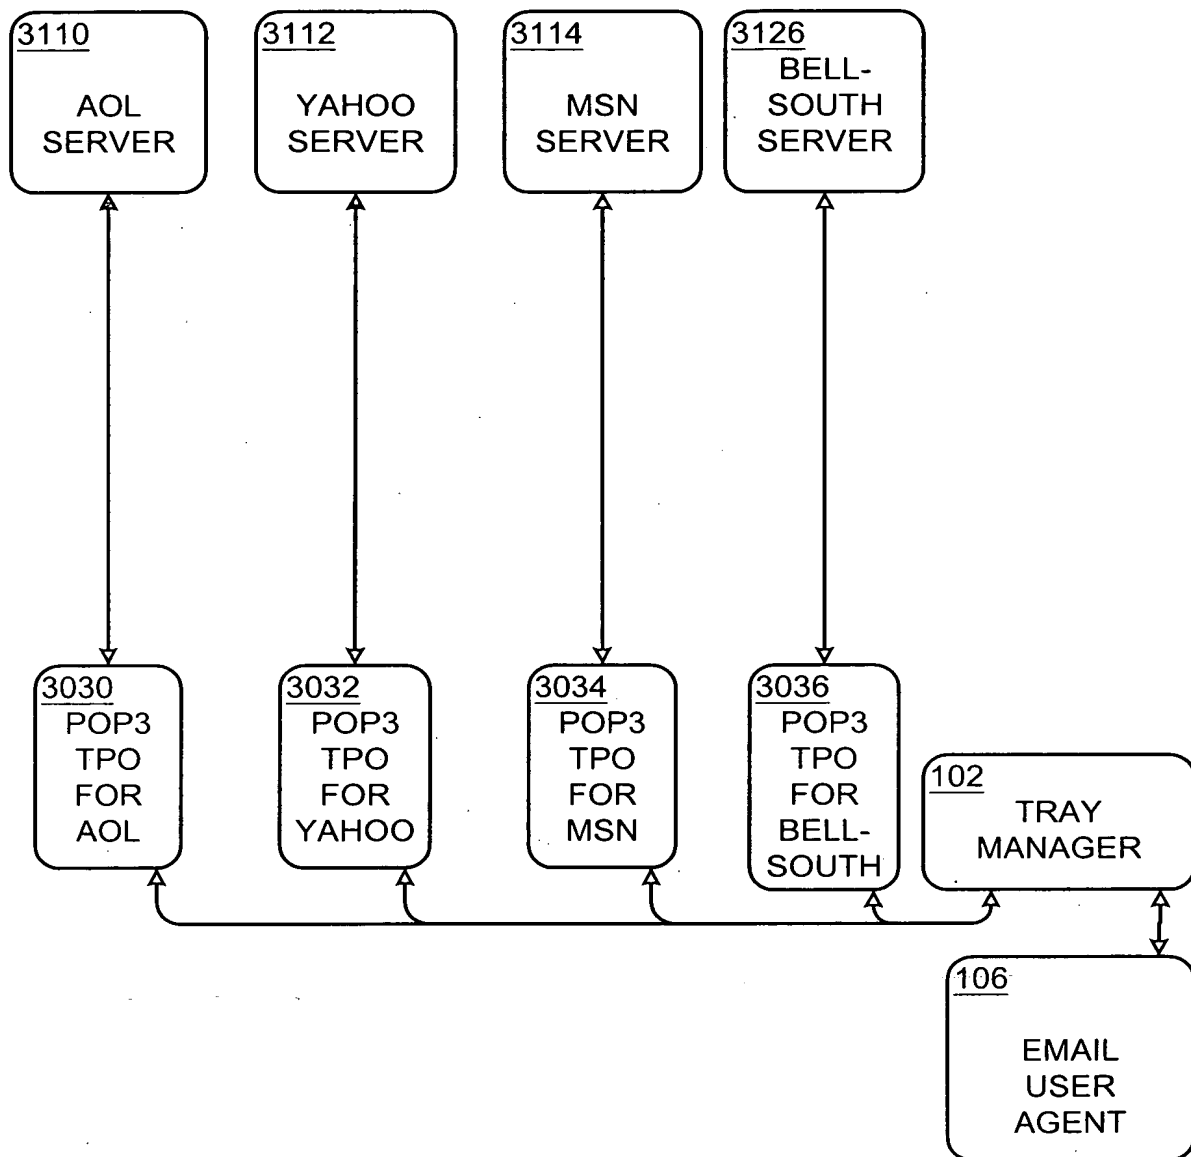 3110
AOL
SERVER
3112
YAHOO
SERVER
3114
MSN
SERVER
3126
BELL-
SOUTH
SERVER
3030
POP3
TPO
FOR
AOL
3032
POP3
TPO
FOR
YAHOO
3034
POP3
TPO
FOR
MSN
3036
POP3
TPO
FOR
BELL-
SOUTH
102
TRAY
MANAGER
106
EMAIL
USER
AGENT